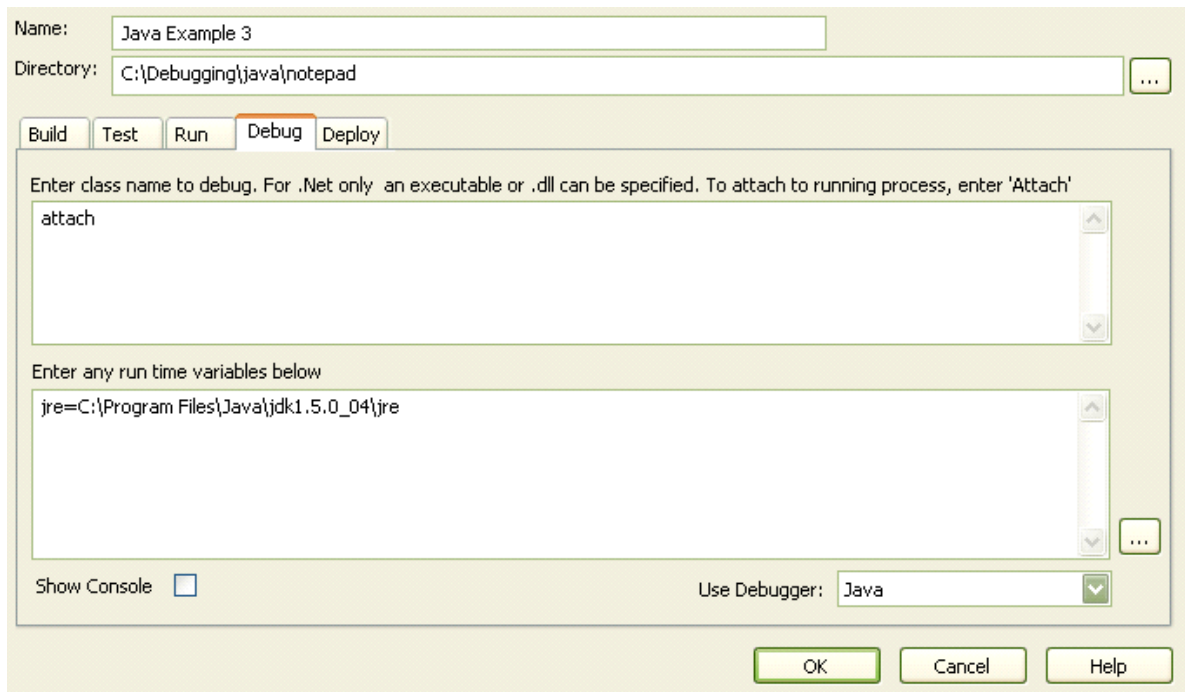 Name: Java Example 3
Directory: C:\Debugging\java\notepad ...
Build Test Run Debug Deploy
Enter class name to debug. For .Net only  an executable or .dll can be specified. To attach to running process, enter 'Attach'
attach
Enter any run time variables below
jre=C:\Program Files\Java\jdk1.5.0_04\jre
...
Show Console Use Debugger: Java
OK Cancel Help